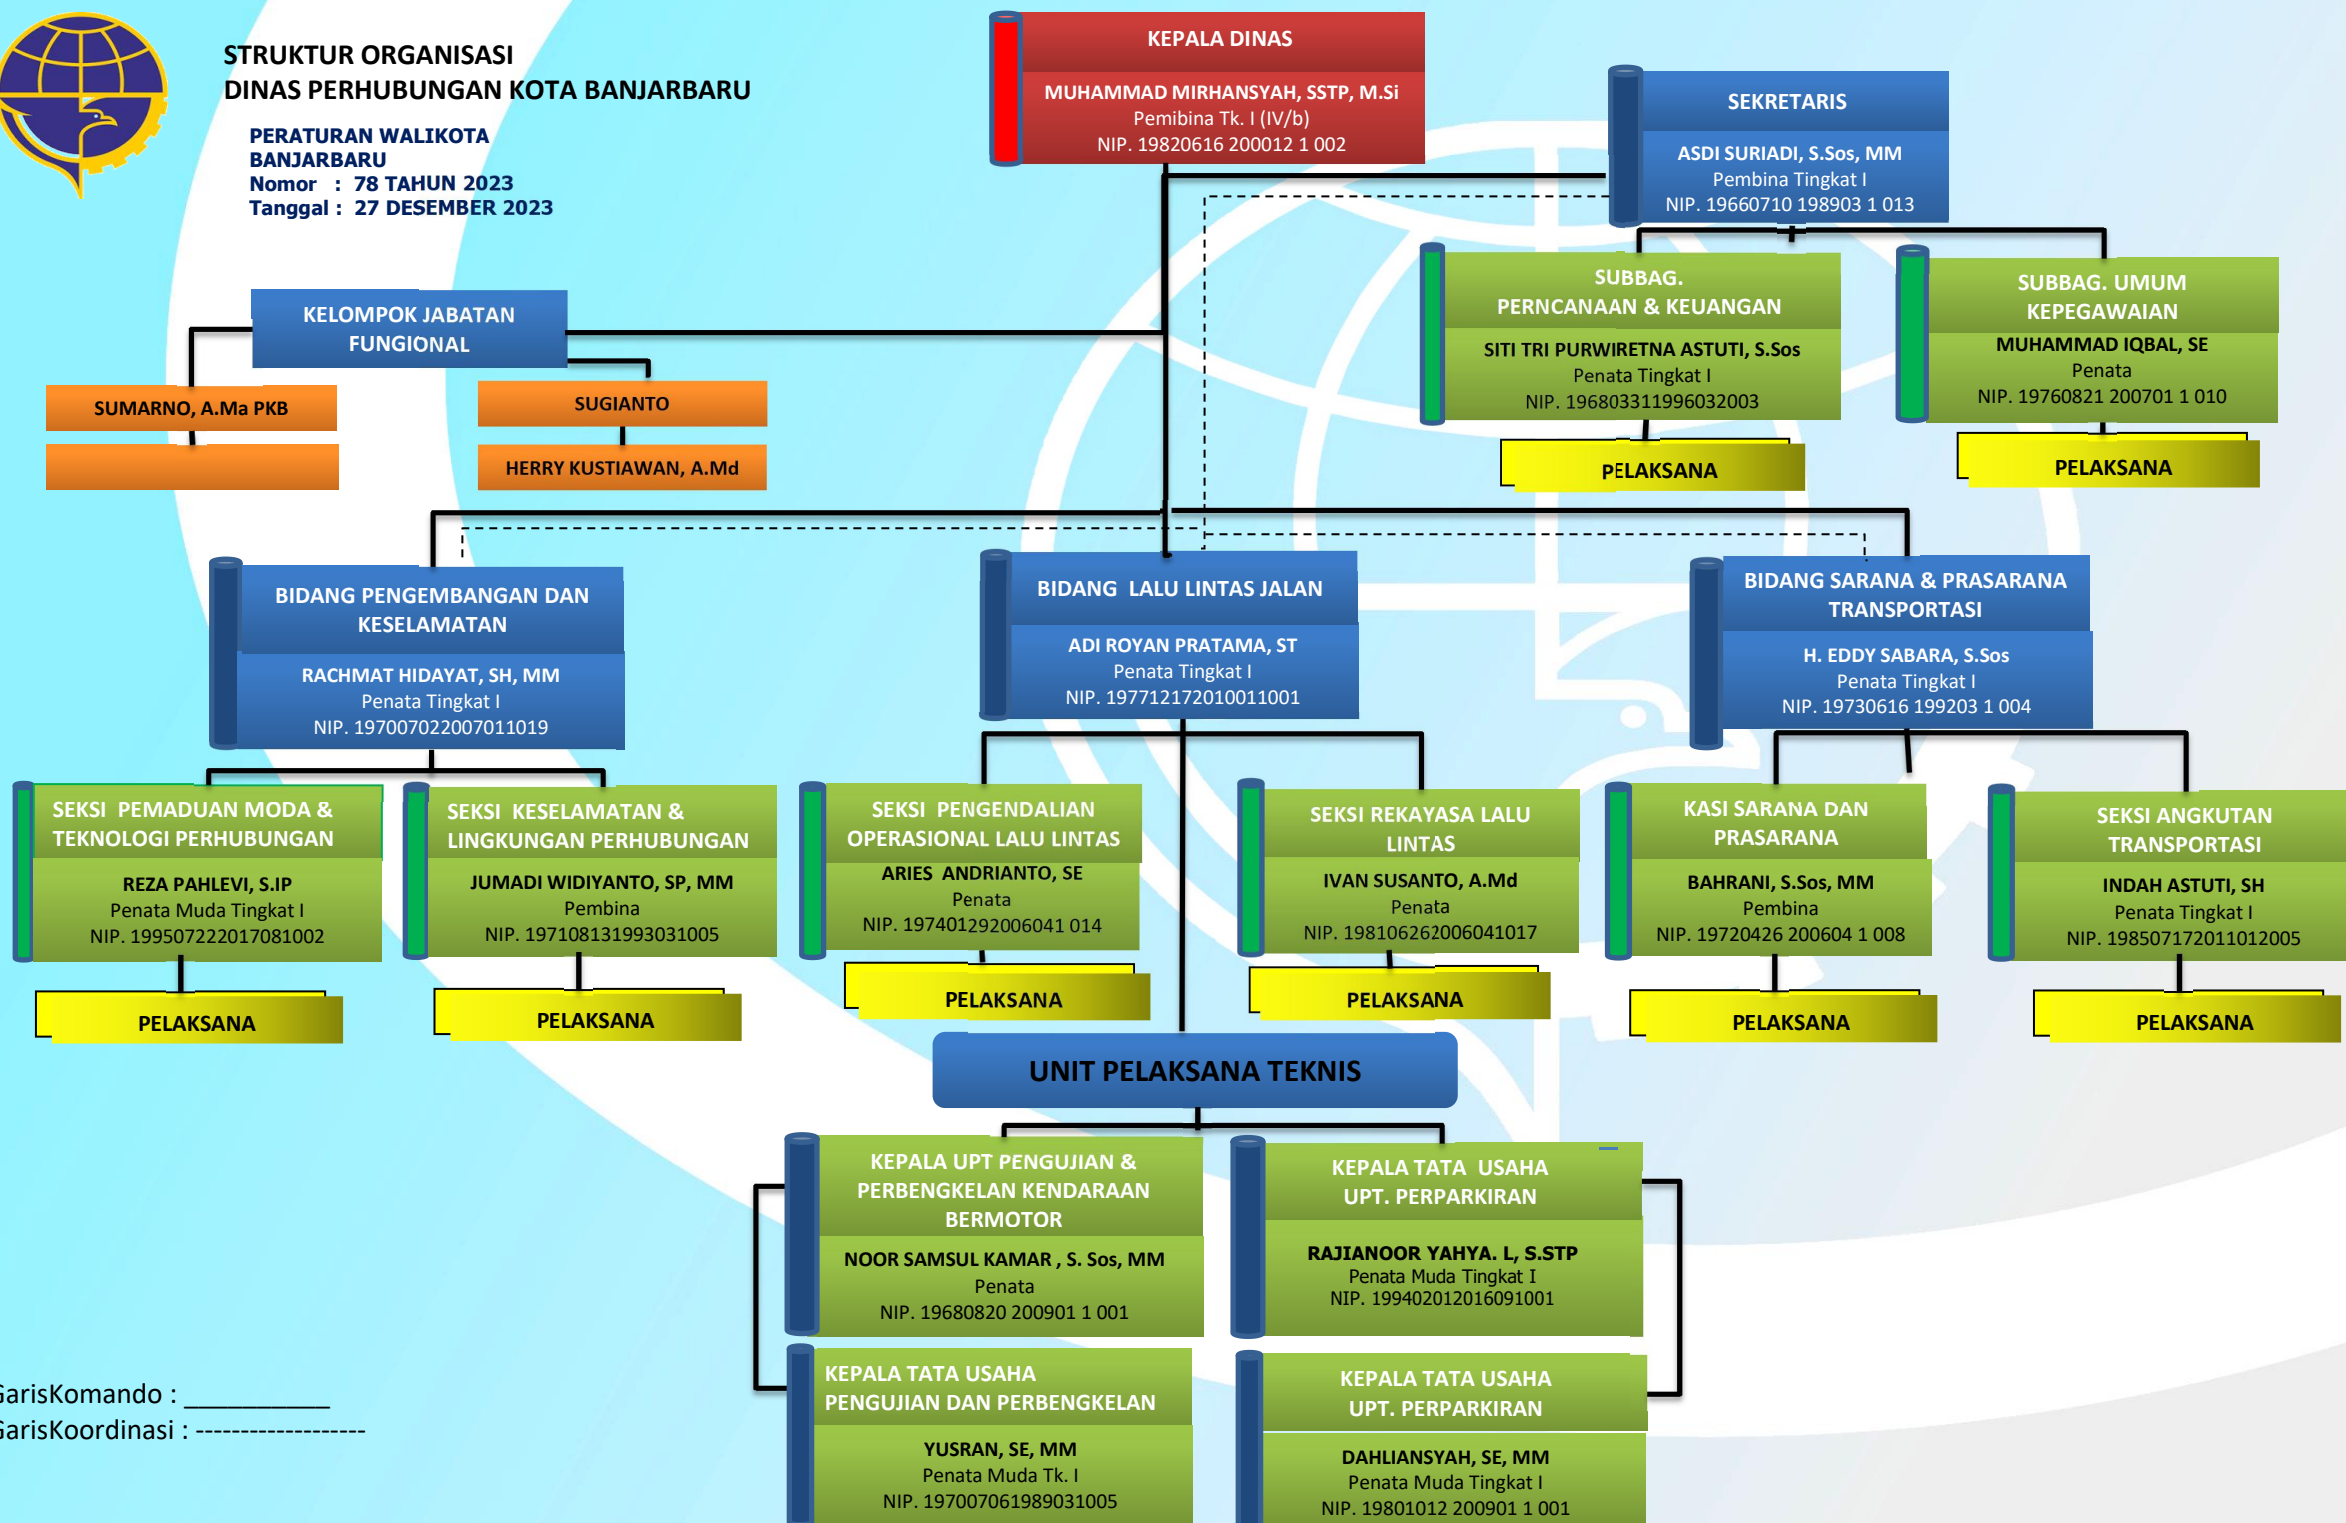 STRUKTUR ORGANISASI
DINAS PERHUBUNGAN KOTA BANJARBARU
PERATURAN WALIKOTA
BANJARBARU
Nomor : 78 TAHUN 2023
Tanggal : 27 DESEMBER 2023
KEPALA DINAS
MUHAMMAD MIRHANSYAH, SSTP, M.Si
Pemibina Tk. I (IV/b)
NIP. 19820616 200012 1 002
SEKRETARIS
ASDI SURIADI, S.Sos, MM
Pembina Tingkat I
NIP. 19660710 198903 1 013
SUBBAG.
PERNCANAAN & KEUANGAN
SITI TRI PURWIRETNA ASTUTI, S.Sos
Penata Tingkat I
NIP. 196803311996032003
PELAKSANA
SUBBAG. UMUM
KEPEGAWAIAN
MUHAMMAD IQBAL, SE
Penata
NIP. 19760821 200701 1 010
PELAKSANA
KELOMPOK JABATAN
FUNGIONAL
SUMARNO, A.Ma PKB
SUGIANTO
HERRY KUSTIAWAN, A.Md
BIDANG PENGEMBANGAN DAN
KESELAMATAN
RACHMAT HIDAYAT, SH, MM
Penata Tingkat I
NIP. 197007022007011019
BIDANG LALU LINTAS JALAN
ADI ROYAN PRATAMA, ST
Penata Tingkat I
NIP. 197712172010011001
BIDANG SARANA & PRASARANA
TRANSPORTASI
H. EDDY SABARA, S.Sos
Penata Tingkat I
NIP. 19730616 199203 1 004
SEKSI PEMADUAN MODA &
TEKNOLOGI PERHUBUNGAN
REZA PAHLEVI, S.IP
Penata Muda Tingkat I
NIP. 199507222017081002
PELAKSANA
SEKSI KESELAMATAN &
LINGKUNGAN PERHUBUNGAN
JUMADI WIDIYANTO, SP, MM
Pembina
NIP. 197108131993031005
PELAKSANA
SEKSI PENGENDALIAN
OPERASIONAL LALU LINTAS
ARIES ANDRIANTO, SE
Penata
NIP. 197401292006041 014
PELAKSANA
SEKSI REKAYASA LALU
LINTAS
IVAN SUSANTO, A.Md
Penata
NIP. 198106262006041017
PELAKSANA
KASI SARANA DAN
PRASARANA
BAHRANI, S.Sos, MM
Pembina
NIP. 19720426 200604 1 008
PELAKSANA
SEKSI ANGKUTAN
TRANSPORTASI
INDAH ASTUTI, SH
Penata Tingkat I
NIP. 198507172011012005
PELAKSANA
UNIT PELAKSANA TEKNIS
KEPALA UPT PENGUJIAN &
PERBENGKELAN KENDARAAN
BERMOTOR
NOOR SAMSUL KAMAR , S. Sos, MM
Penata
NIP. 19680820 200901 1 001
KEPALA TATA USAHA
UPT. PERPARKIRAN
RAJIANOOR YAHYA. L, S.STP
Penata Muda Tingkat I
NIP. 199402012016091001
KEPALA TATA USAHA
PENGUJIAN DAN PERBENGKELAN
YUSRAN, SE, MM
Penata Muda Tk. I
NIP. 197007061989031005
KEPALA TATA USAHA
UPT. PERPARKIRAN
DAHLIANSYAH, SE, MM
Penata Muda Tingkat I
NIP. 19801012 200901 1 001
GarisKomando : ___________
GarisKoordinasi : -------------------